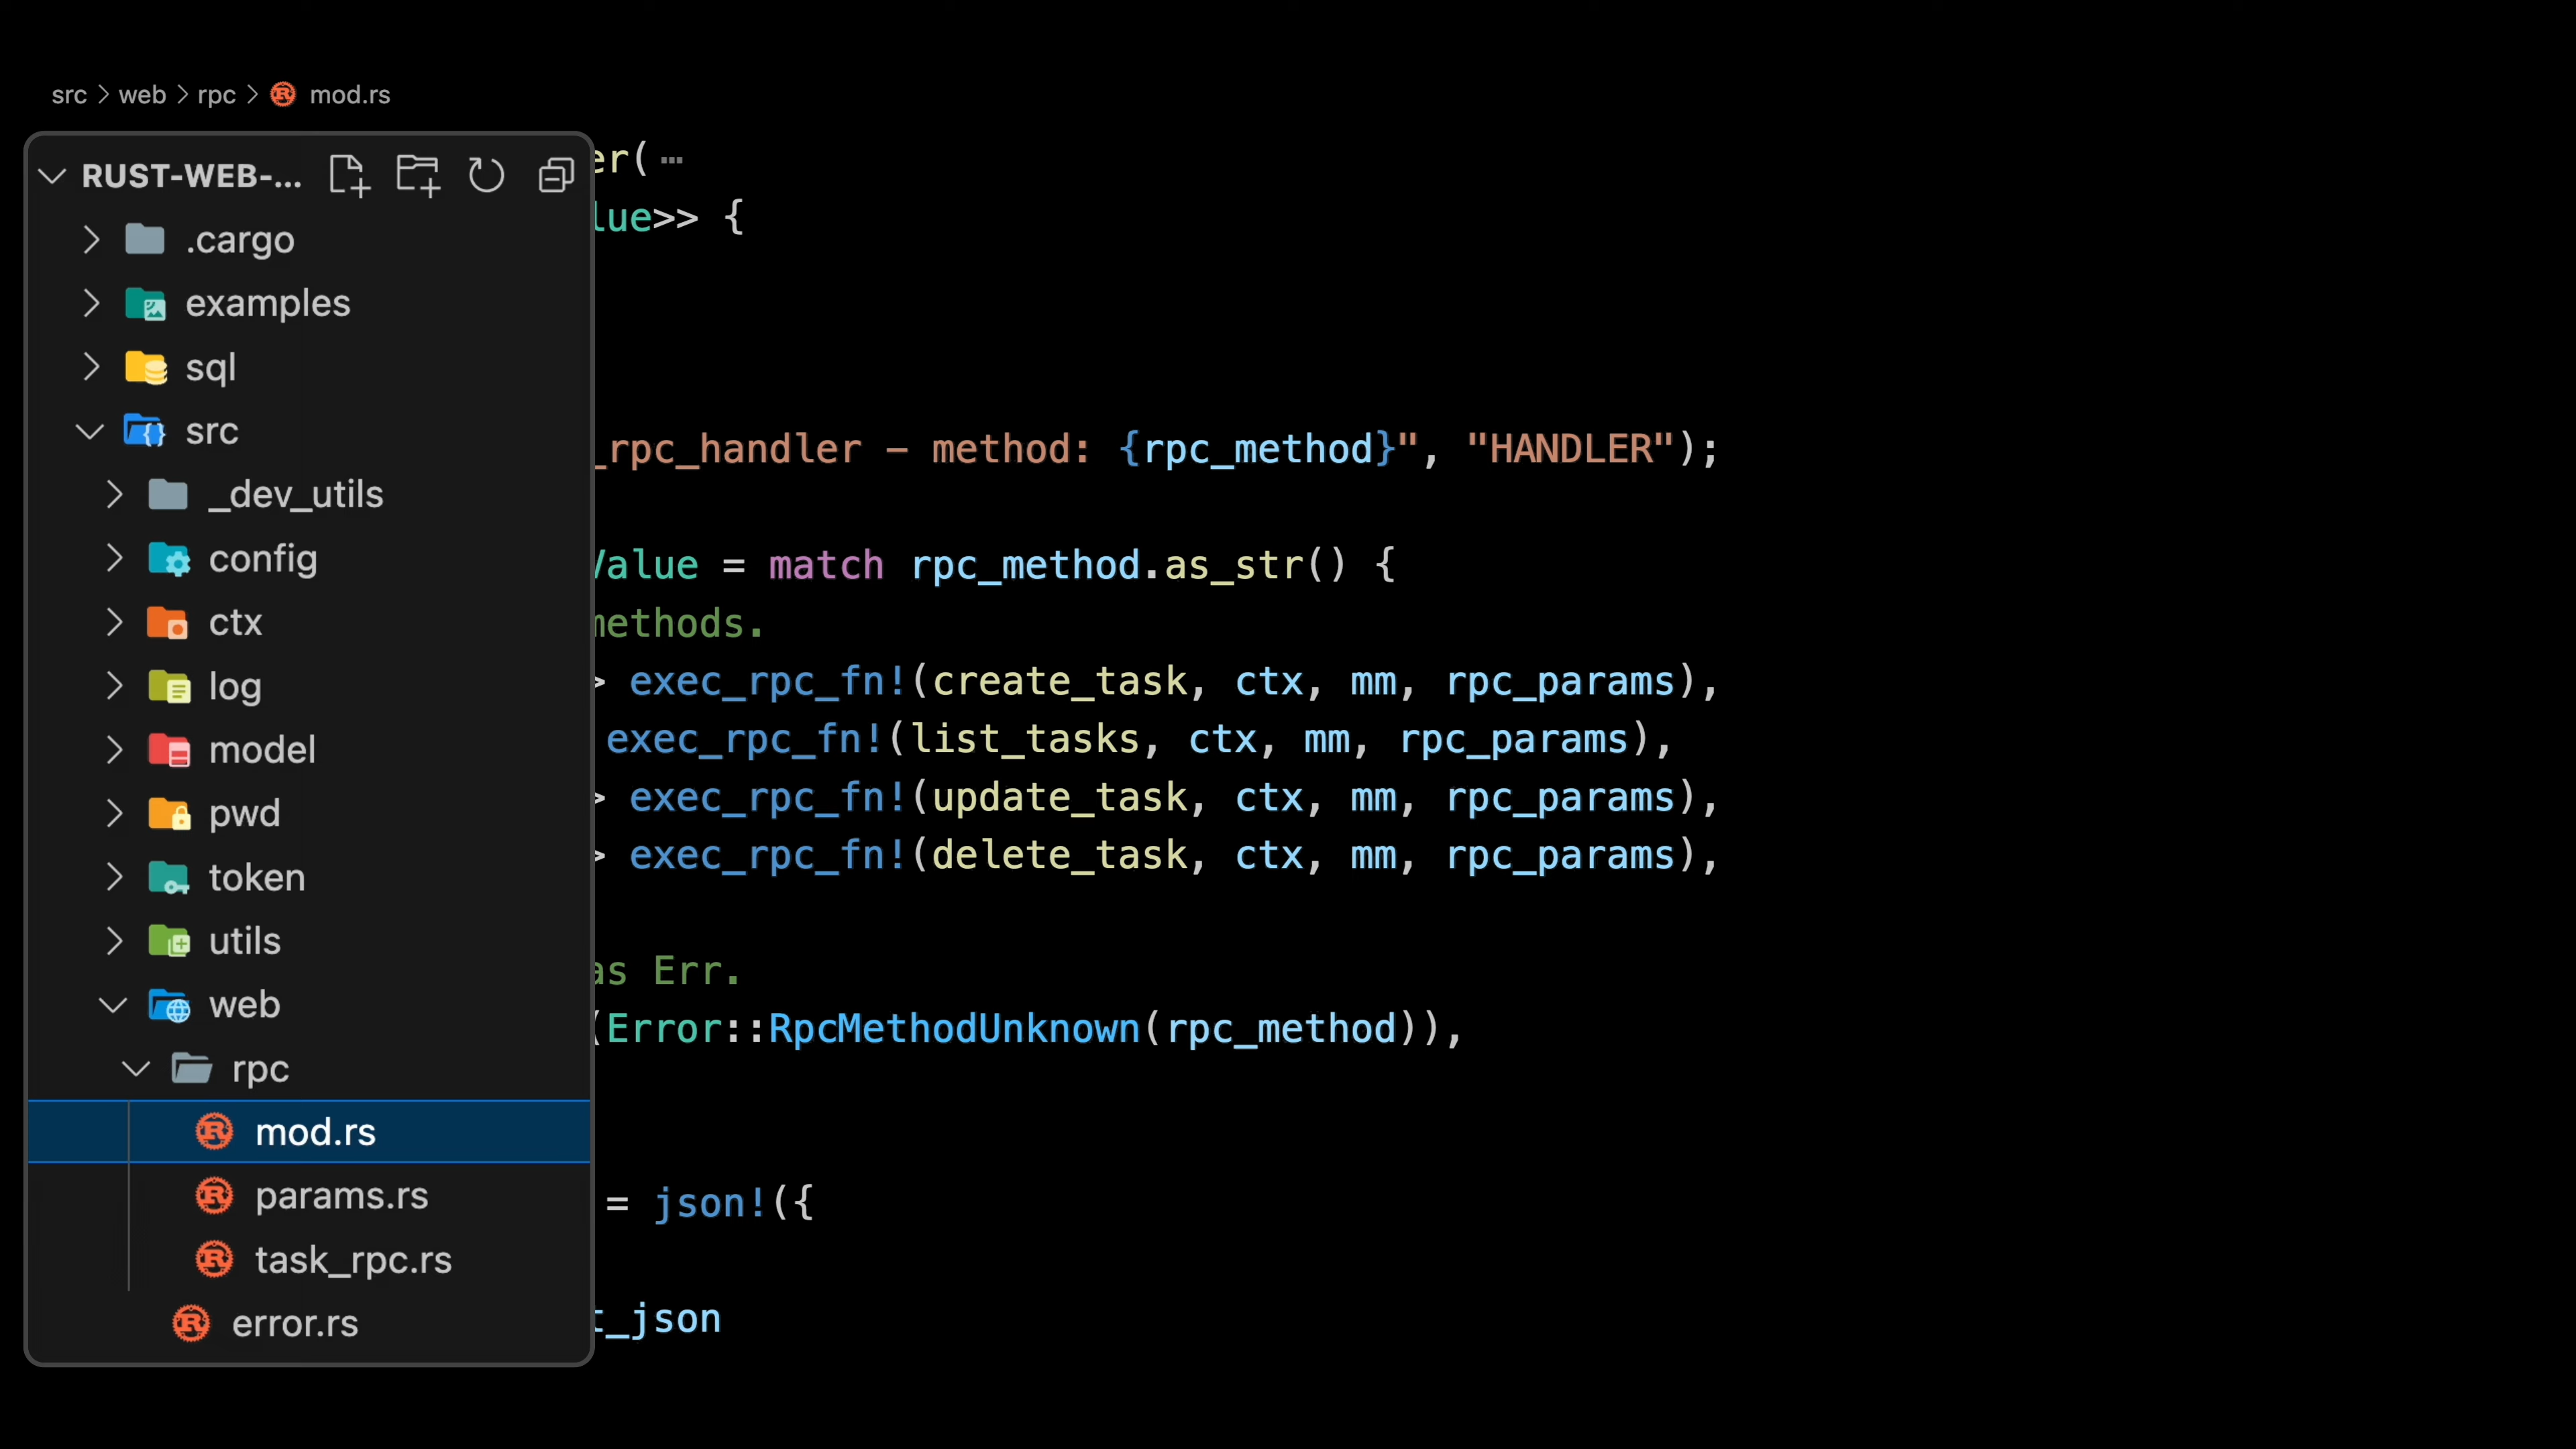 src > web > rpc > mod.rs
RUST-WEB-...
.cargo
examples
sql
src
_dev_utils
config
ctx
log
model
pwd
token
utils
web
rpc
mod.rs
params.rs
task_rpc.rs
error.rs
er( ⋯
lue>> {
_rpc_handler – method: {rpc_method}", "HANDLER");
Value = match rpc_method.as_str() {
methods.
> exec_rpc_fn!(create_task, ctx, mm, rpc_params),
exec_rpc_fn!(list_tasks, ctx, mm, rpc_params),
> exec_rpc_fn!(update_task, ctx, mm, rpc_params),
> exec_rpc_fn!(delete_task, ctx, mm, rpc_params),
as Err.
(Error::RpcMethodUnknown(rpc_method)),
= json!({
t_json